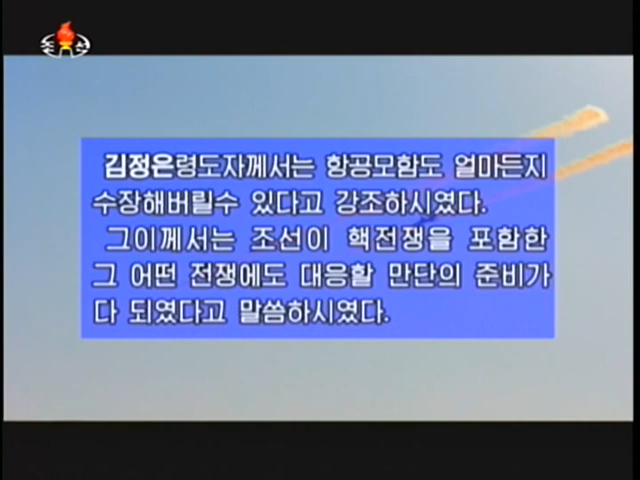 조선
김정은령도자께서는 항공모함도 얼마든지
수장해버릴수 있다고 강조하시였다.
그이께서는 조선이 핵전쟁을 포함한
그 어떤 전쟁에도 대응할 만단의 준비가
다 되였다고 말씀하시였다.